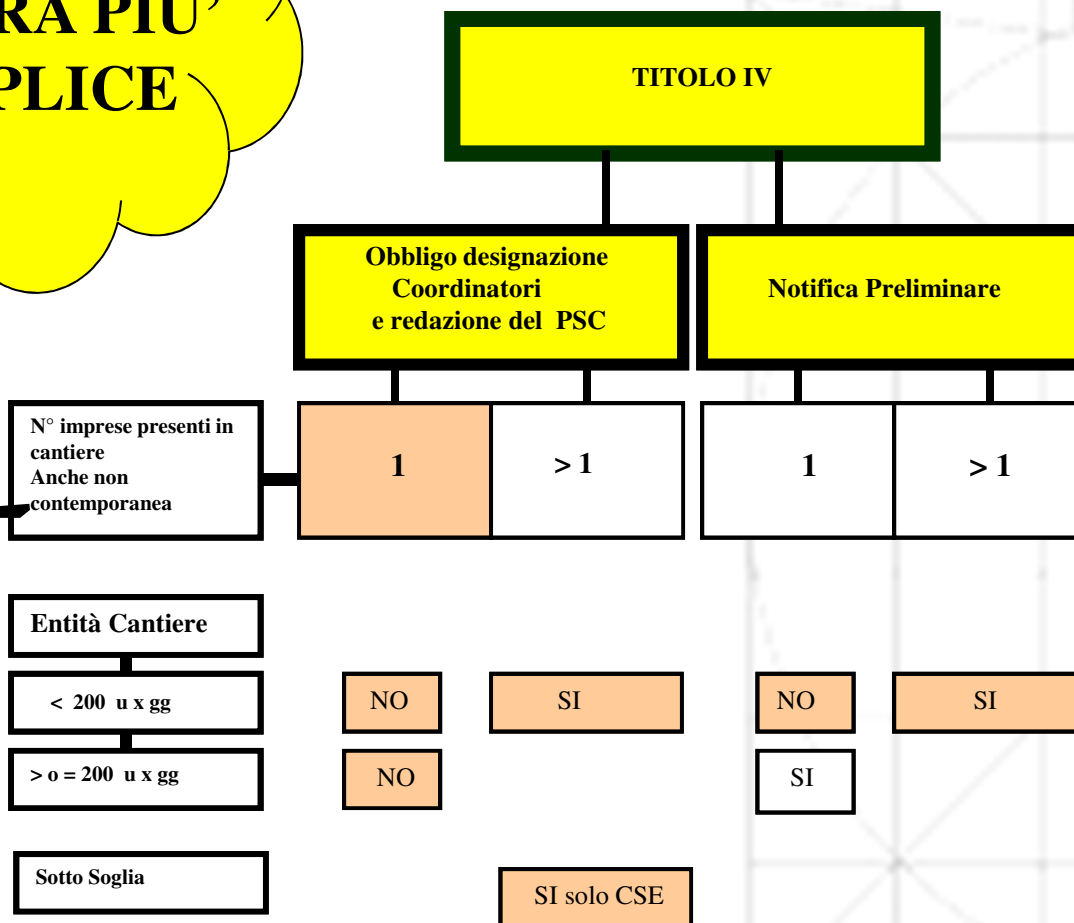 RA PIU'
PLICE
TITOLO IV
Obbligo designazione
Coordinatori
e redazione del PSC
Notifica Preliminare
N° imprese presenti in
cantiere
Anche non
contemporanea
1
> 1
1
> 1
Entità Cantiere
< 200 u x gg
NO
SI
NO
SI
> o = 200 u x gg
NO
SI
Sotto Soglia
SI solo CSE